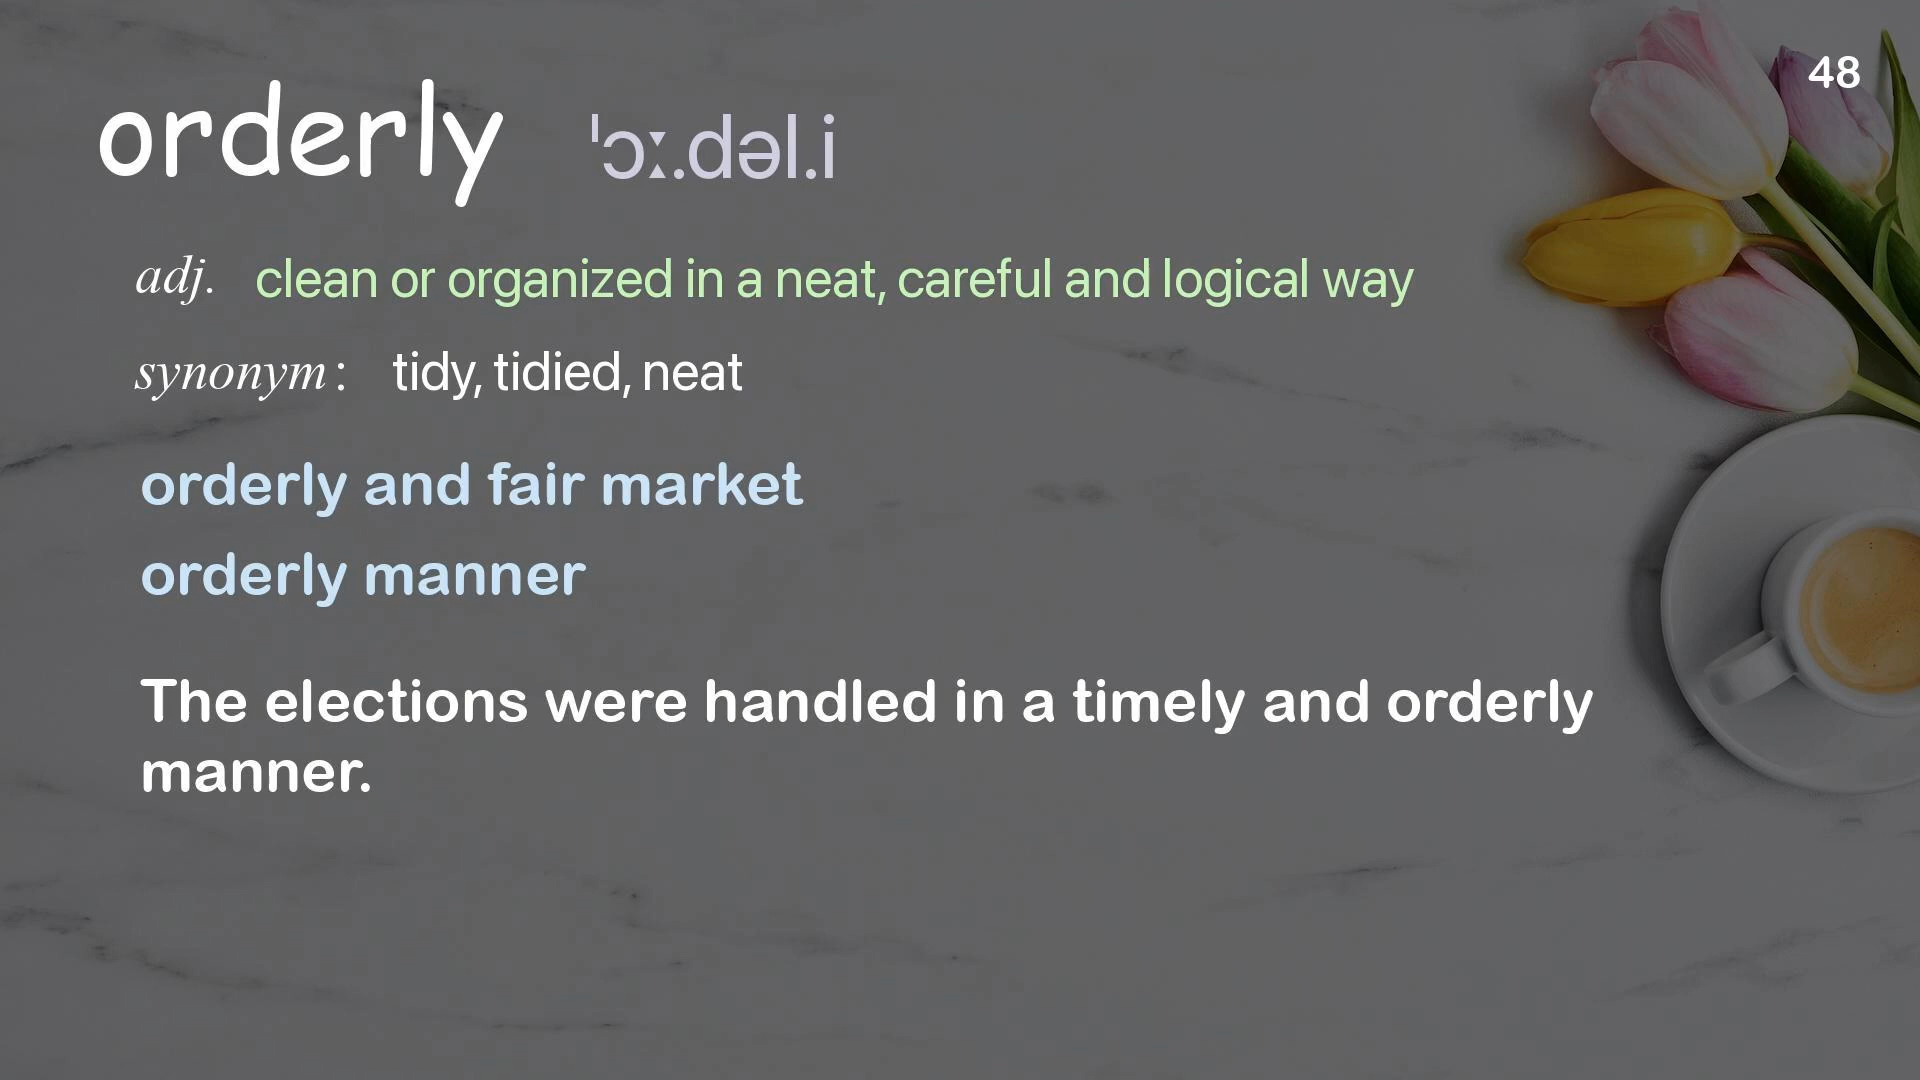 48
orderly ˈɔː.dəl.i
adj. clean or organized in a neat, careful and logical way
synonym: tidy, tidied, neat
orderly and fair market
orderly manner
The elections were handled in a timely and orderly
manner.